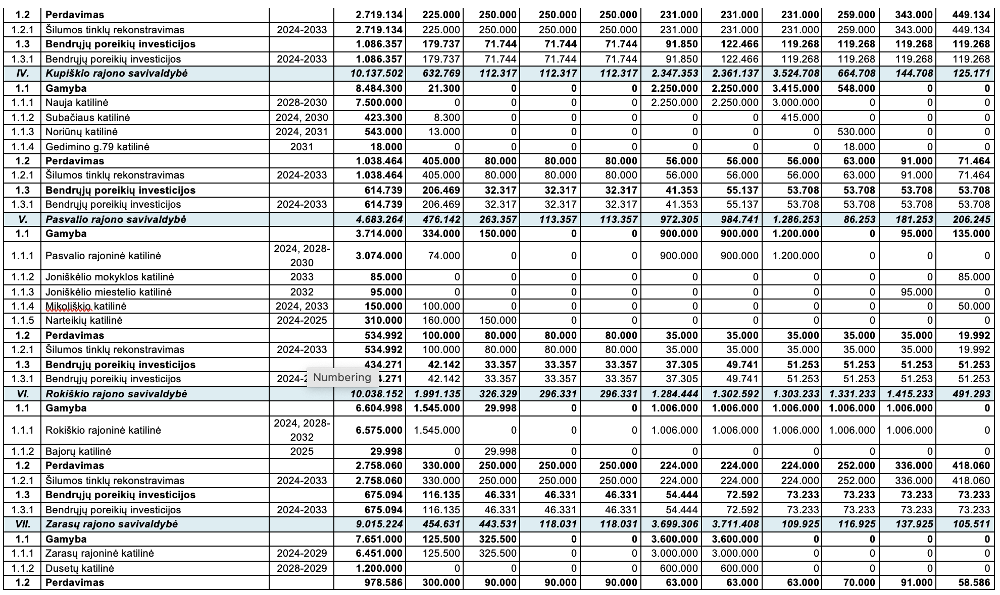 1.2 Perdavimas 2.719.134 225.000 250.000 250.000 250.000 231.000 231.000 231.000 259.000 343.000 449.134
1.2.1 Šilumos tinklų rekonstravimas 2024-2033 2.719.134 225.000 250.000 250.000 250.000 231.000 231.000 231.000 259.000 343.000 449.134
1.3 Bendrųjų poreikių investicijos 1.086.357 179.737 71.744 71.744 71.744 91.850 122.466 119.268 119.268 119.268 119.268
1.3.1 Bendrųjų poreikių investicijos 2024-2033 1.086.357 179.737 71.744 71.744 71.744 91.850 122.466 119.268 119.268 119.268 119.268
IV. Kupiškio rajono savivaldybė 10.137.502 632.769 112.317 112.317 112.317 2.347.353 2.361.137 3.524.708 664.708 144.708 125.171
1.1 Gamyba 8.484.300 21.300 0 0 0 2.250.000 2.250.000 3.415.000 548.000 0 0
1.1.1 Nauja katilinė 2028-2030 7.500.000 0 0 0 0 2.250.000 2.250.000 3.000.000 0 0 0
1.1.2 Subačiaus katilinė 2024, 2030 423.300 8.300 0 0 0 0 0 415.000 0 0 0
1.1.3 Noriūnų katilinė 2024, 2031 543.000 13.000 0 0 0 0 0 0 530.000 0 0
1.1.4 Gedimino g.79 katilinė 2031 18.000 0 0 0 0 0 0 0 18.000 0 0
1.2 Perdavimas 1.038.464 405.000 80.000 80.000 80.000 56.000 56.000 56.000 63.000 91.000 71.464
1.2.1 Šilumos tinklų rekonstravimas 2024-2033 1.038.464 405.000 80.000 80.000 80.000 56.000 56.000 56.000 63.000 91.000 71.464
1.3 Bendrųjų poreikių investicijos 614.739 206.469 32.317 32.317 32.317 41.353 55.137 53.708 53.708 53.708 53.708
1.3.1 Bendrųjų poreikių investicijos 2024-2033 614.739 206.469 32.317 32.317 32.317 41.353 55.137 53.708 53.708 53.708 53.708
V. Pasvalio rajono savivaldybė 4.683.264 476.142 263.357 113.357 113.357 972.305 984.741 1.286.253 86.253 181.253 206.245
1.1 Gamyba 3.714.000 334.000 150.000 0 0 900.000 900.000 1.200.000 0 95.000 135.000
2024, 2028-
1.1.1 Pasvalio rajoninė katilinė 3.074.000 74.000 0 0 0 900.000 900.000 1.200.000 0 0 0
2030
1.1.2 Joniškėlio mokyklos katilinė 2033 85.000 0 0 0 0 0 0 0 0 0 85.000
1.1.3 Joniškėlio miestelio katilinė 2032 95.000 0 0 0 0 0 0 0 0 95.000 0
1.1.4 Mikoliškio katilinė 2024, 2033 150.000 100.000 0 0 0 0 0 0 0 0 50.000
1.1.5 Narteikių katilinė 2024-2025 310.000 160.000 150.000 0 0 0 0 0 0 0 0
1.2 Perdavimas 534.992 100.000 80.000 80.000 80.000 35.000 35.000 35.000 35.000 35.000 19.992
1.2.1 Šilumos tinklų rekonstravimas 2024-2033 534.992 100.000 80.000 80.000 80.000 35.000 35.000 35.000 35.000 35.000 19.992
1.3 Bendrųjų poreikių investicijos 434.271 42.142 33.357 33.357 33.357 37.305 49.741 51.253 51.253 51.253 51.253
1.3.1 Bendrųjų poreikių investicijos 2024-2 Numbering 4.271 42.142 33.357 33.357 33.357 37.305 49.741 51.253 51.253 51.253 51.253
VI. Rokiškio rajono savivaldybė 10.038.152 1.991.135 326.329 296.331 296.331 1.284.444 1.302.592 1.303.233 1.331.233 1.415.233 491.293
1.1 Gamyba 6.604.998 1.545.000 29.998 0 0 1.006.000 1.006.000 1.006.000 1.006.000 1.006.000 0
2024, 2028-
1.1.1 Rokiškio rajoninė katilinė 6.575.000 1.545.000 0 0 0 1.006.000 1.006.000 1.006.000 1.006.000 1.006.000 0
2032
1.1.2 Bajorų katilinė 2025 29.998 0 29.998 0 0 0 0 0 0 0 0
1.2 Perdavimas 2.758.060 330.000 250.000 250.000 250.000 224.000 224.000 224.000 252.000 336.000 418.060
1.2.1 Šilumos tinklų rekonstravimas 2024-2033 2.758.060 330.000 250.000 250.000 250.000 224.000 224.000 224.000 252.000 336.000 418.060
1.3 Bendrųjų poreikių investicijos 675.094 116.135 46.331 46.331 46.331 54.444 72.592 73.233 73.233 73.233 73.233
1.3.1 Bendrųjų poreikių investicijos 2024-2033 675.094 116.135 46.331 46.331 46.331 54.444 72.592 73.233 73.233 73.233 73.233
VII. Zarasų rajono savivaldybė 9.015.224 454.631 443.531 118.031 118.031 3.699.306 3.711.408 109.925 116.925 137.925 105.511
1.1 Gamyba 7.651.000 125.500 325.500 0 0 3.600.000 3.600.000 0 0 0 0
1.1.1 Zarasų rajoninė katilinė 2024-2029 6.451.000 125.500 325.500 0 0 3.000.000 3.000.000 0 0 0 0
1.1.2 Dusetų katilinė 2028-2029 1.200.000 0 0 0 0 600.000 600.000 0 0 0 0
1.2 Perdavimas 978.586 300.000 90.000 90.000 90.000 63.000 63.000 63.000 70.000 91.000 58.586